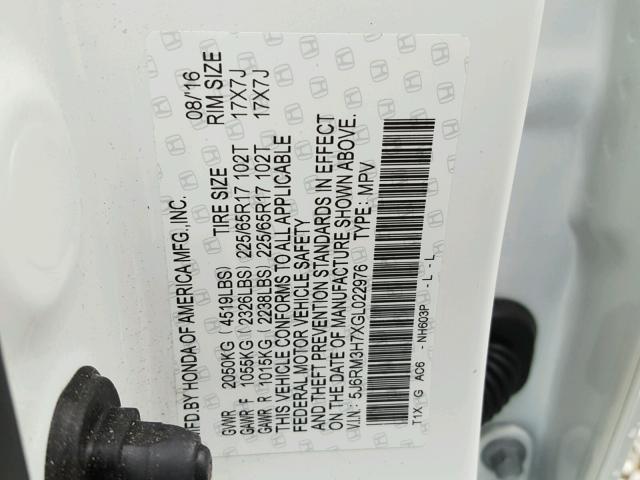 MFD.BY HONDA OF AMERICA MFG.,INC. 08/'16
TIRE SIZE RIM SIZE
GVWR 2050KG (4519LBS)
GAWR F 1055KG (2326LBS) 225/65R17 102T 17X7J
GAWR R 1015KG (2238LBS) 225/65R17 102T 17X7J
THIS VEHICLE CONFORMS TO ALL APPLICABLE
FEDERAL MOTOR VEHICLE SAFETY
AND THEFT PREVENTION STANDARDS IN EFFECT
ON THE DATE OF MANUFACTURE SHOWN ABOVE.
V.I.N: 5J6RM3H7XGL022976 TYPE: MPV
T1X G AC6 - NH603P - L - L